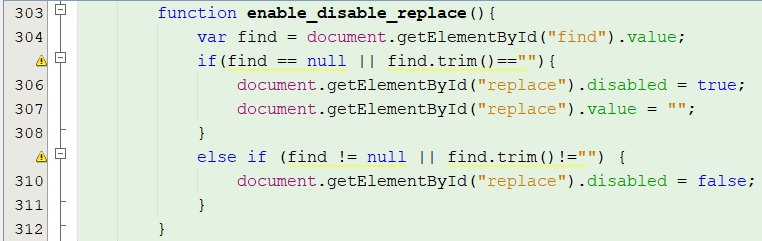 303 function enable_disable_replace(){
304 var find = document.getElementById("find").value;
if(find == null || find.trim()==""){
306 document.getElementById("replace").disabled = true;
307 document.getElementById("replace").value = "";
308 }
else if (find != null || find.trim()!="") {
310 document.getElementById("replace").disabled = false;
311 }
312 }